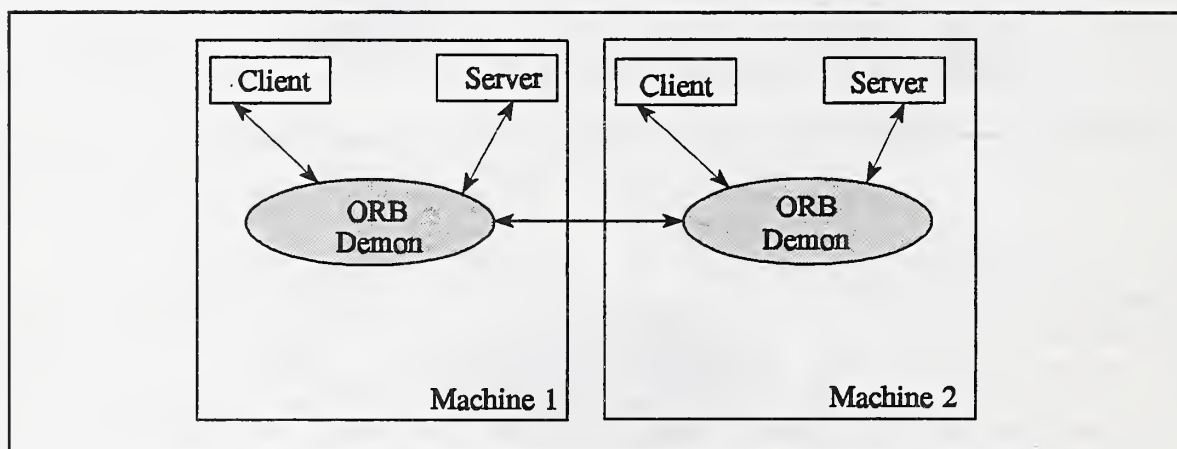 Client
Server
Client
Server
ORB
Demon
ORB
Demon
Machine 1
Machine 2